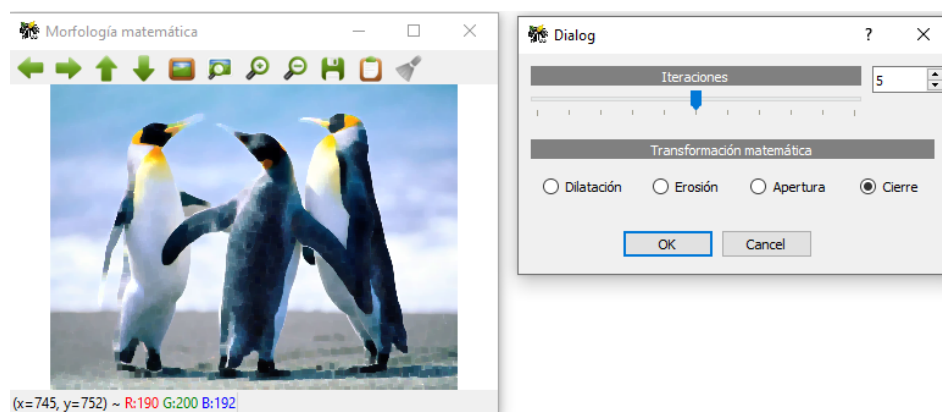 Morfología matemática
(x=745, y=752) ~ R:190 G:200 B:192
Dialog
Iteraciones
5
Transformación matemática
Dilatación Erosión Apertura Cierre
OK Cancel